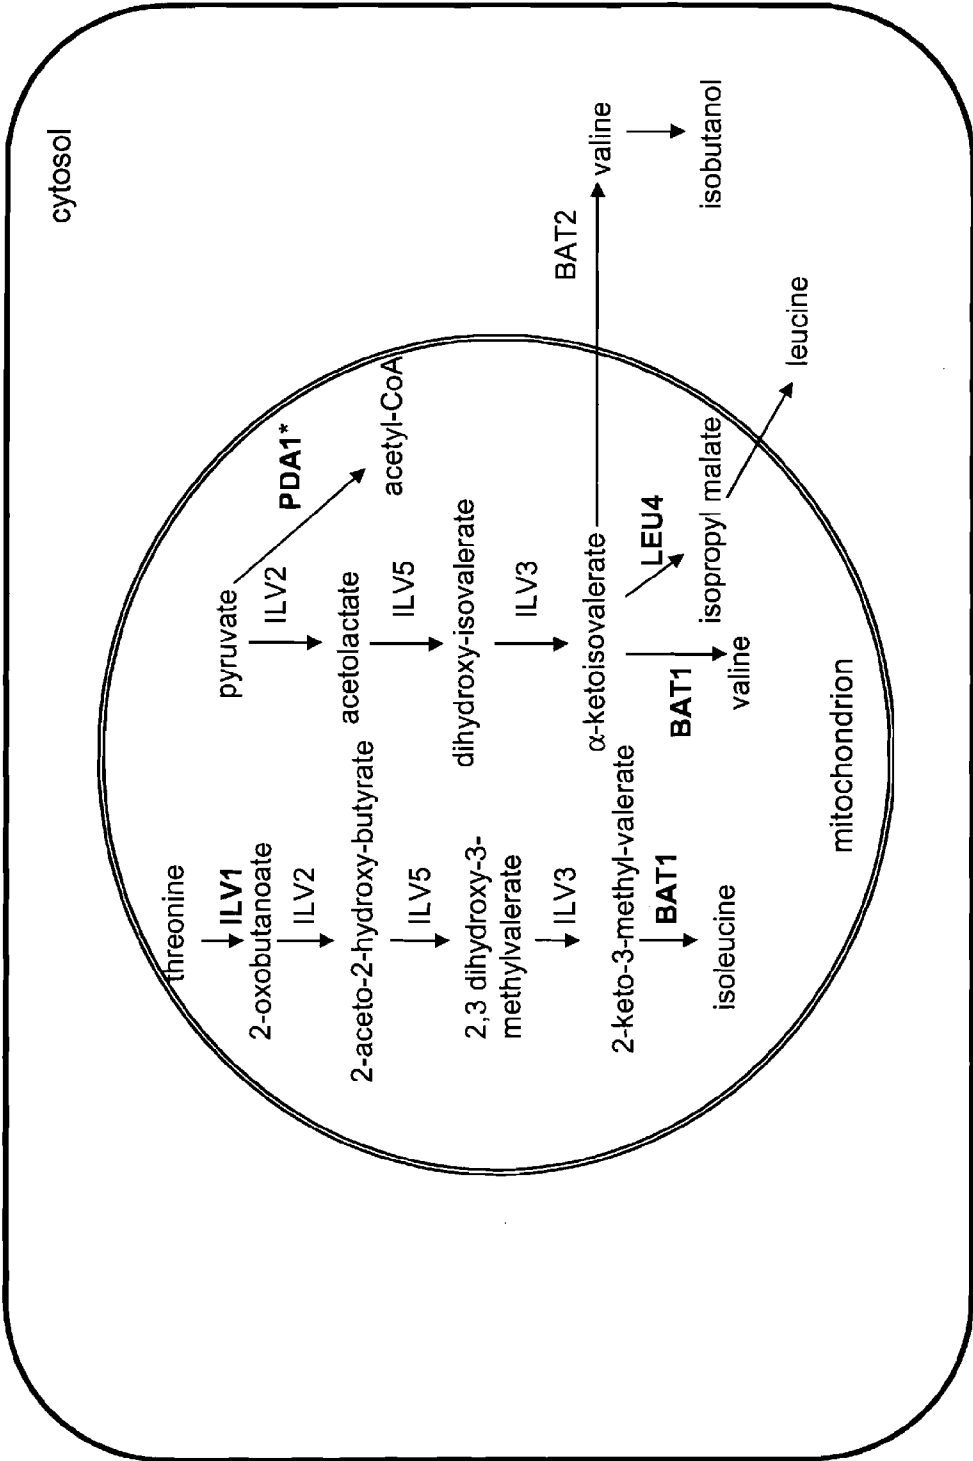 cytosol
threonine
ILV1
2-oxobutanoate
ILV2
2-aceto-2-hydroxy-butyrate
ILV5
2,3 dihydroxy-3-
methylvalerate
ILV3
2-keto-3-methyl-valerate
BAT1
isoleucine
pyruvate
ILV2
PDA1*
acetyl-CoA
acetolactate
ILV5
dihydroxy-isovalerate
ILV3
α-ketoisovalerate
BAT1
valine
LEU4
isopropyl malate
leucine
BAT2
valine
isobutanol
mitochondrion